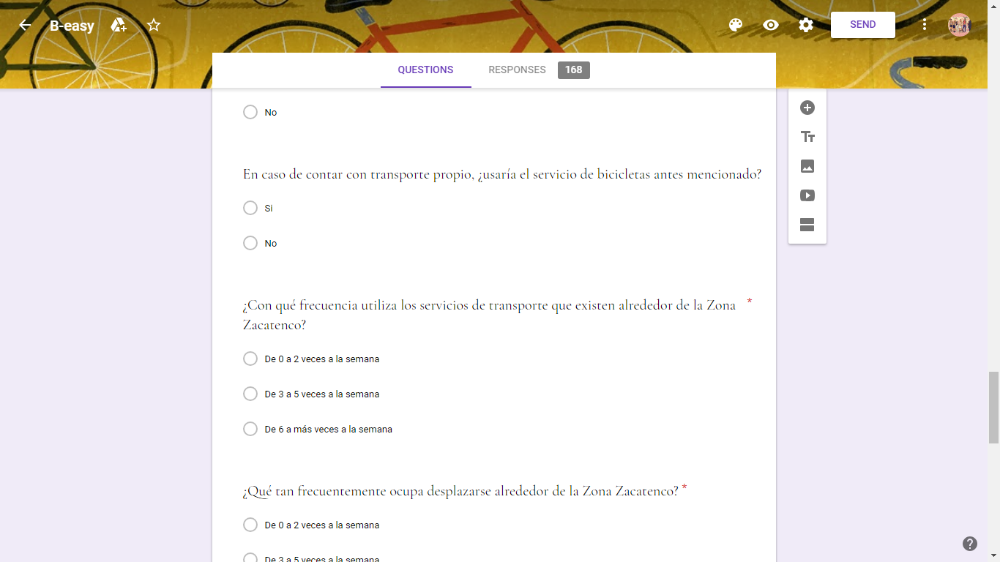 B-easy
SEND
QUESTIONS
RESPONSES 168
No
En caso de contar con transporte propio, ¿usaría el servicio de bicicletas antes mencionado?
Si
No
¿Con qué frecuencia utiliza los servicios de transporte que existen alrededor de la Zona *
Zacatenco?
De 0 a 2 veces a la semana
De 3 a 5 veces a la semana
De 6 a más veces a la semana
¿Qué tan frecuentemente ocupa desplazarse alrededor de la Zona Zacatenco? *
De 0 a 2 veces a la semana
De 3 a 5 veces a la semana